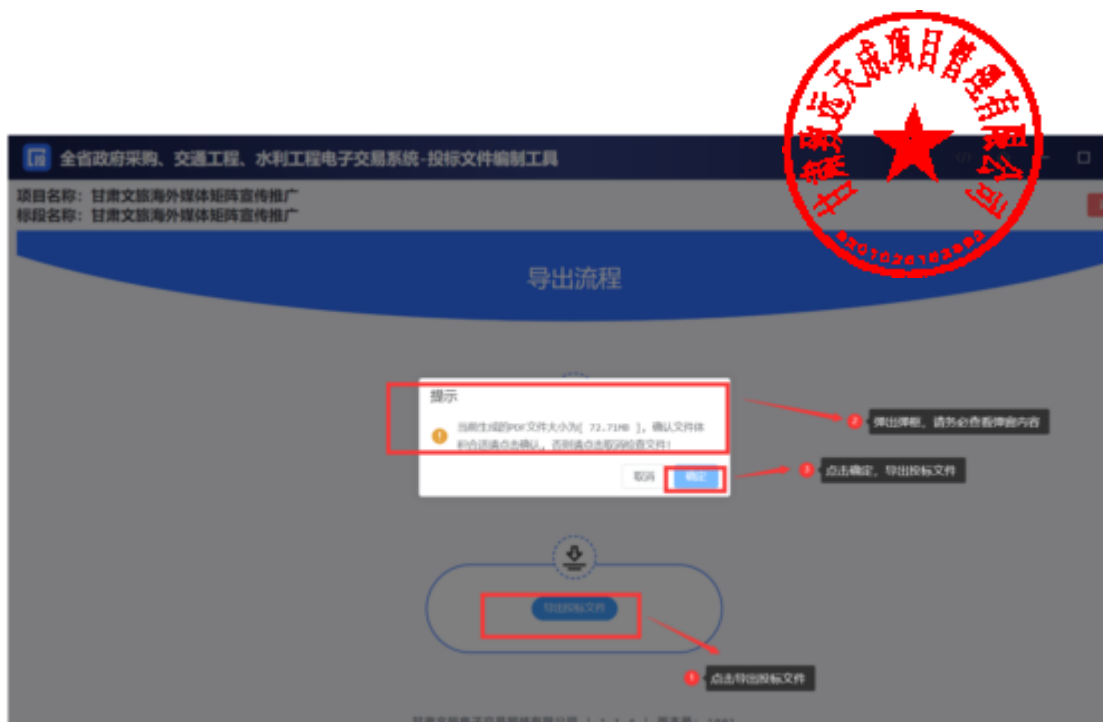 甘肃致远天成项目管理有限公司
全省政府采购、交通工程、水利工程电子交易系统-投标文件编制工具
项目名称：甘肃文旅海外媒体矩阵宣传推广
标段名称：甘肃文旅海外媒体矩阵宣传推广
导出流程
提示
当前生成的PDF文件大小为[ 72.71MB ]，确认文件体
积合适请点击确认，否则请点击取消检查文件！
取消 确定
2 弹出弹框，请务必查看弹窗内容
3 点击确定，导出投标文件
导出投标文件
1 点击导出投标文件